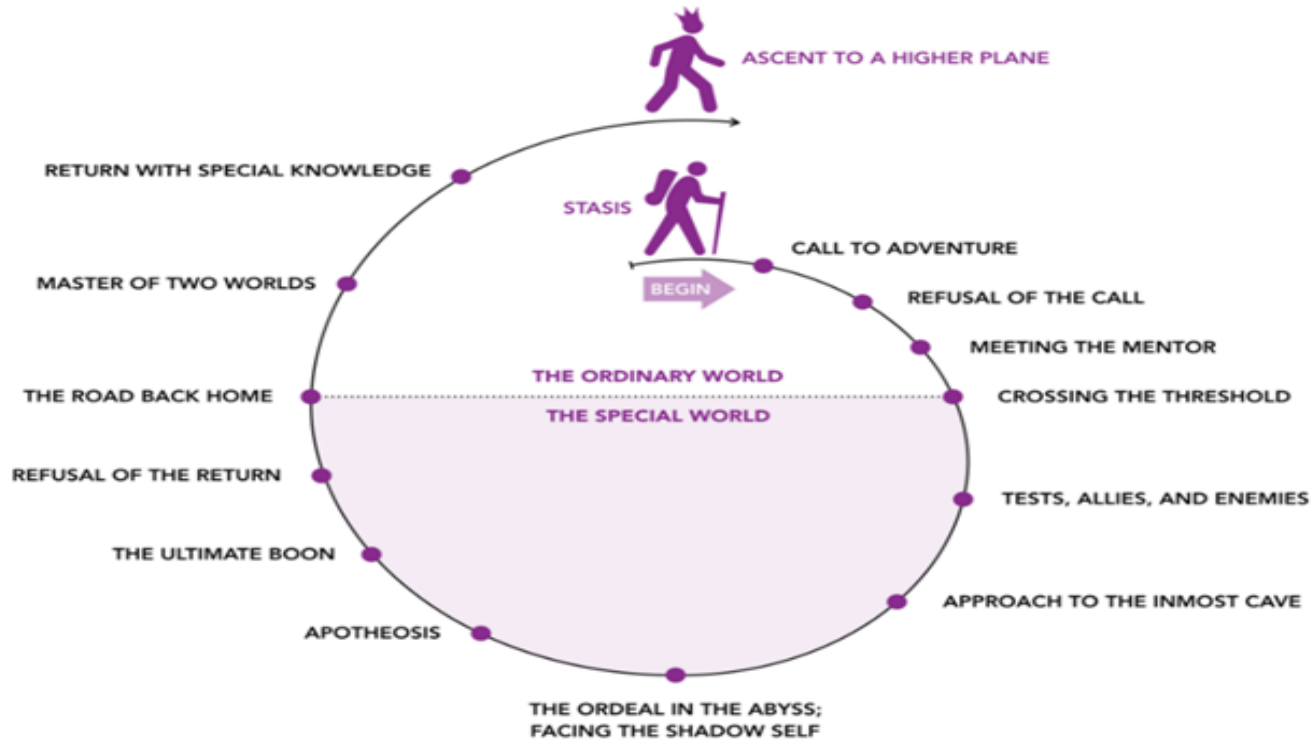 ASCENT TO A HIGHER PLANE
RETURN WITH SPECIAL KNOWLEDGE
STASIS
CALL TO ADVENTURE
MASTER OF TWO WORLDS
BEGIN
REFUSAL OF THE CALL
MEETING THE MENTOR
THE ORDINARY WORLD
THE ROAD BACK HOME
CROSSING THE THRESHOLD
THE SPECIAL WORLD
REFUSAL OF THE RETURN
TESTS, ALLIES, AND ENEMIES
THE ULTIMATE BOON
APPROACH TO THE INMOST CAVE
APOTHEOSIS
THE ORDEAL IN THE ABYSS;
FACING THE SHADOW SELF